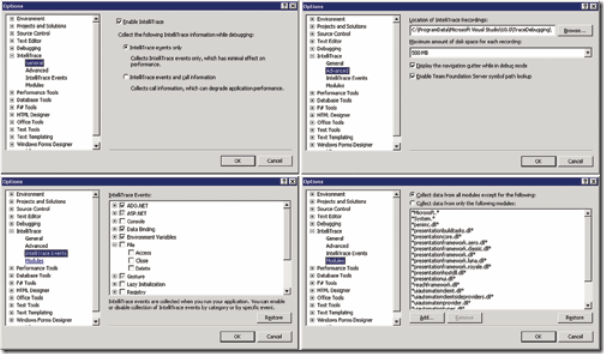 Options
Environment
Projects and Solutions
Source Control
Text Editor
Debugging
IntelliTrace
General
Advanced
IntelliTrace Events
Modules
Performance Tools
Database Tools
F# Tools
HTML Designer
Office Tools
Test Tools
Text Templating
Windows Forms Designer
Enable IntelliTrace
Collect the following IntelliTrace information while debugging:
IntelliTrace events only
Collects IntelliTrace events only, which has minimal effect on
performance.
IntelliTrace events and call information
Collects call information, which can degrade application performance.
OK Cancel
Options
Environment
Projects and Solutions
Source Control
Text Editor
Debugging
IntelliTrace
General
Advanced
IntelliTrace Events
Modules
Performance Tools
Database Tools
F# Tools
HTML Designer
Office Tools
Test Tools
Text Templating
Windows Forms Designer
Location of IntelliTrace Recordings:
C:\ProgramData\Microsoft Visual Studio\10.0\TraceDebugging\
Browse...
Maximum amount of disk space for each recording:
500 MB
Display the navigation gutter while in debug mode
Enable Team Foundation Server symbol path lookup
OK Cancel
Options
Environment
Projects and Solutions
Source Control
Text Editor
Debugging
IntelliTrace
General
Advanced
IntelliTrace Events
Modules
Performance Tools
Database Tools
F# Tools
HTML Designer
Office Tools
Test Tools
Text Templating
Windows Forms Designer
IntelliTrace Events:
ADO.NET
ASP.NET
Console
Data Binding
Environment Variables
File
Access
Close
Delete
Gesture
Lazy Initialization
Registry
IntelliTrace events are collected when you run your application. You can enable
or disable collection of IntelliTrace events by category or by specific event.
Restore
OK Cancel
Options
Environment
Projects and Solutions
Source Control
Text Editor
Debugging
IntelliTrace
General
Advanced
IntelliTrace Events
Modules
Performance Tools
Database Tools
F# Tools
HTML Designer
Office Tools
Test Tools
Text Templating
Windows Forms Designer
Collect data from all modules except for the following:
Collect data from only the following modules:
*Microsoft.*
*System.*
*penimc.dll*
*presentationbuildtasks.dll*
*presentationcore.dll*
*presentationframework.aero.dll*
*presentationframework.classic.dll*
*presentationframework.dll*
*presentationframework.luna.dll*
*presentationframework.royale.dll*
*presentationhostdll.dll*
*presentationui.dll*
*reachframework.dll*
*uiautomationclient.dll*
*uiautomationclientsideproviders.dll*
*uiautomationprovider.dll*
Add... Remove Restore
OK Cancel